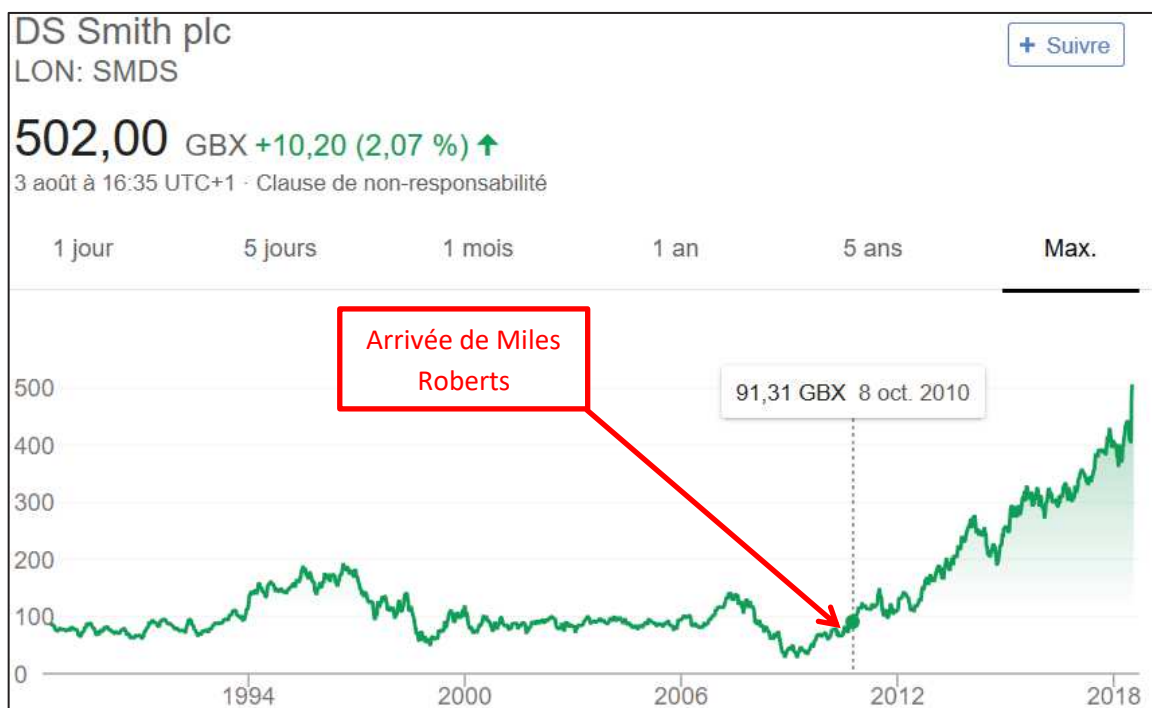 DS Smith plc
+ Suivre
LON: SMDS
502,00 GBX +10,20 (2,07 %) ↑
3 août à 16:35 UTC+1 · Clause de non-responsabilité
1 jour 5 jours 1 mois 1 an 5 ans Max.
Arrivée de Miles
Roberts
91,31 GBX 8 oct. 2010
500
400
300
200
100
0
1994 2000 2006 2012 2018